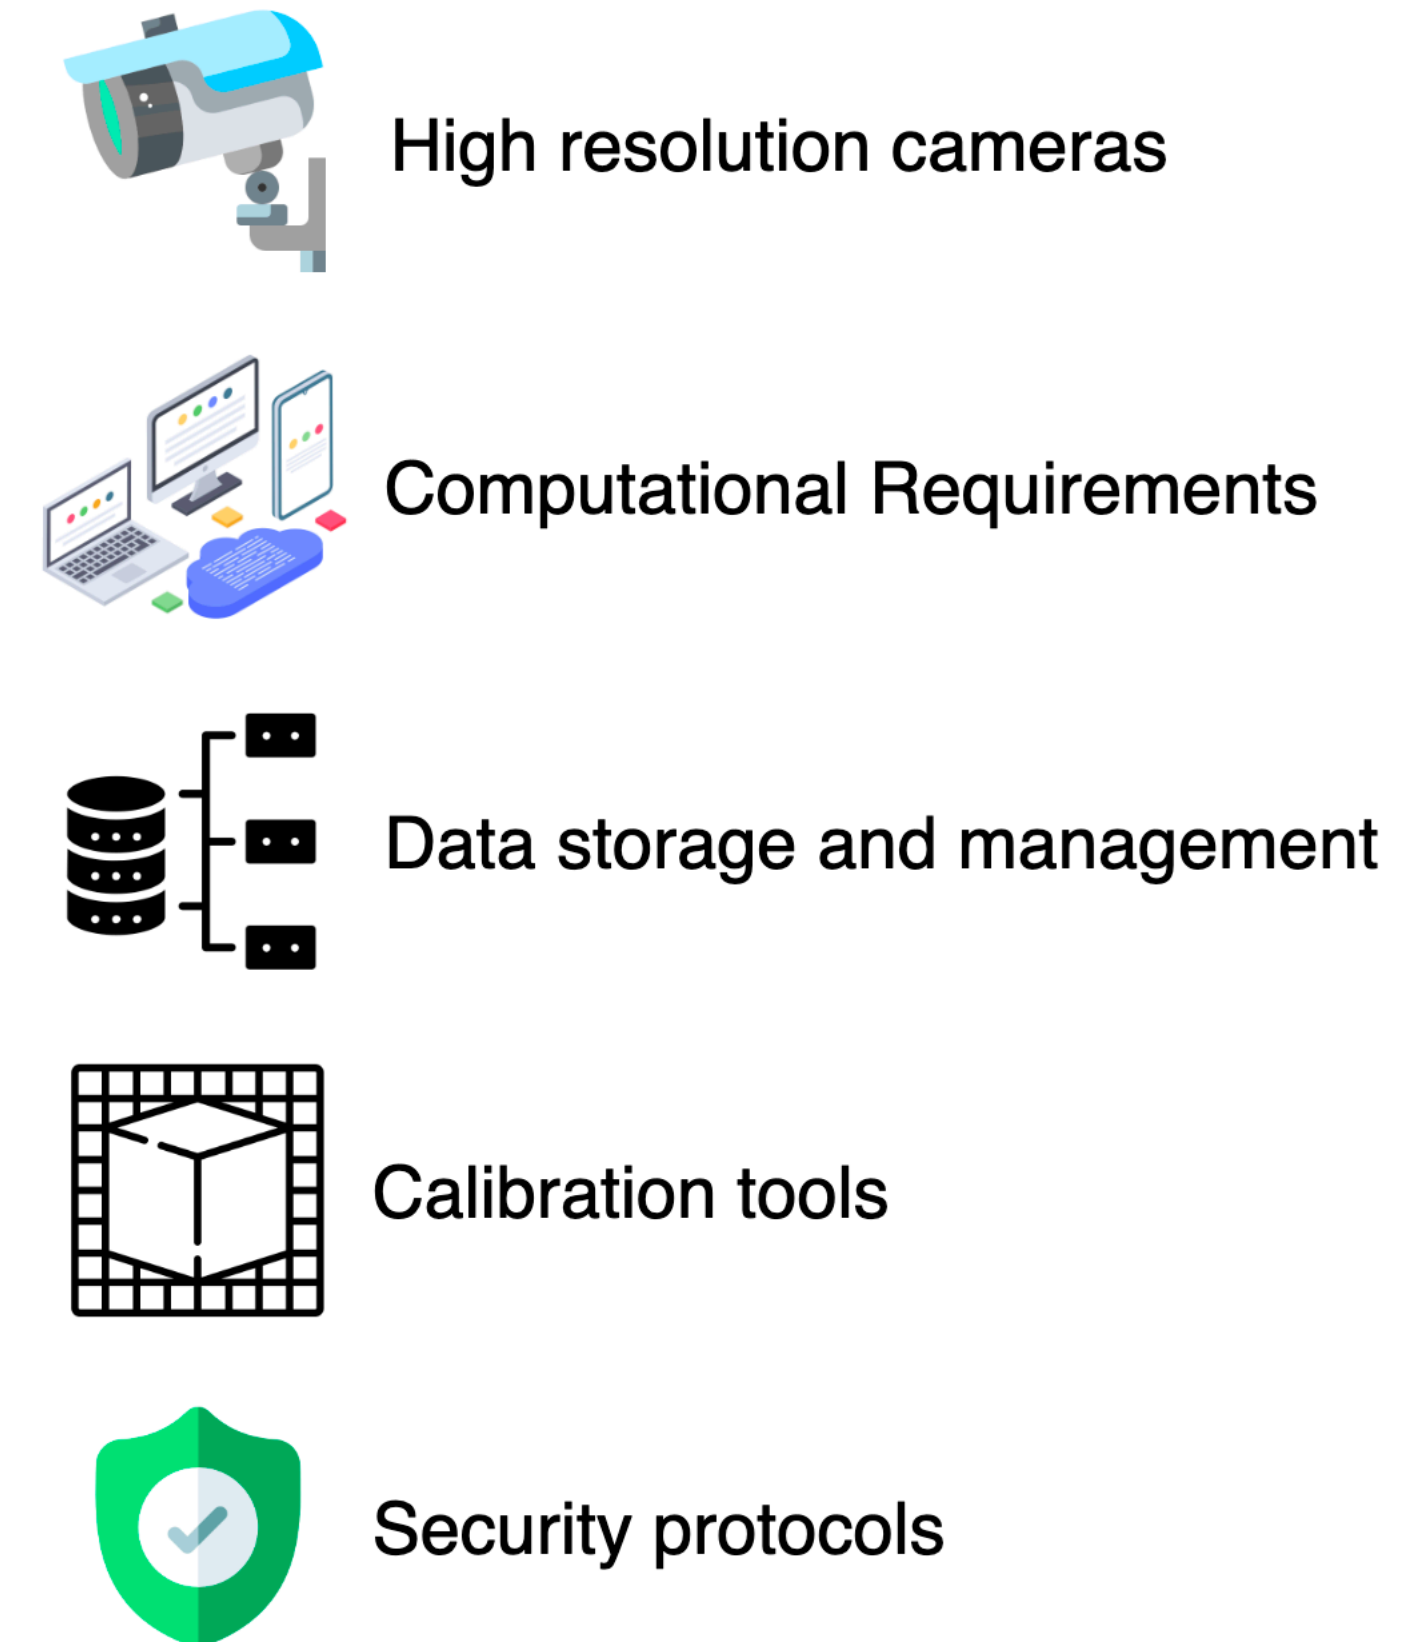 High resolution cameras
Computational Requirements
Data storage and management
Calibration tools
Security protocols